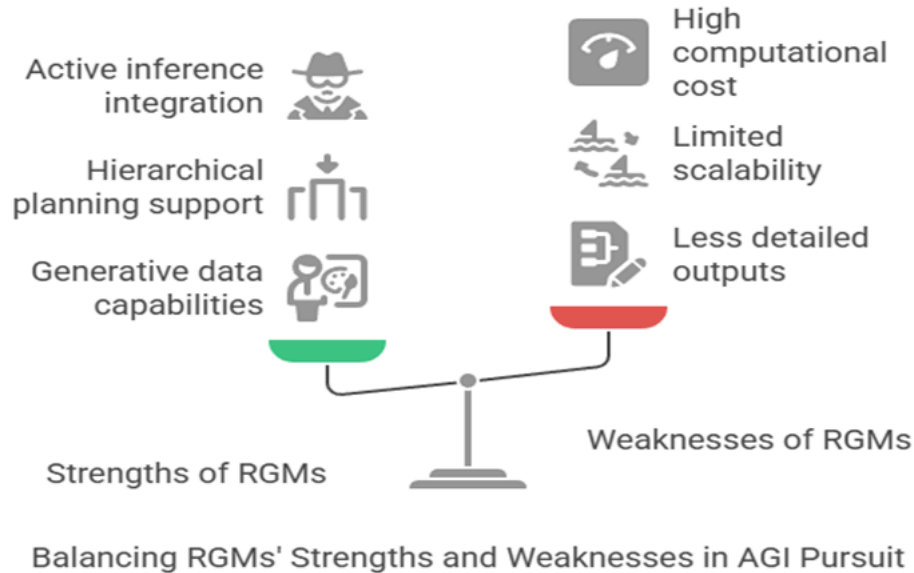 Active inference
integration
Hierarchical
planning support
Generative data
capabilities
High
computational
cost
Limited
scalability
Less detailed
outputs
Strengths of RGMs
Weaknesses of RGMs
Balancing RGMs' Strengths and Weaknesses in AGI Pursuit